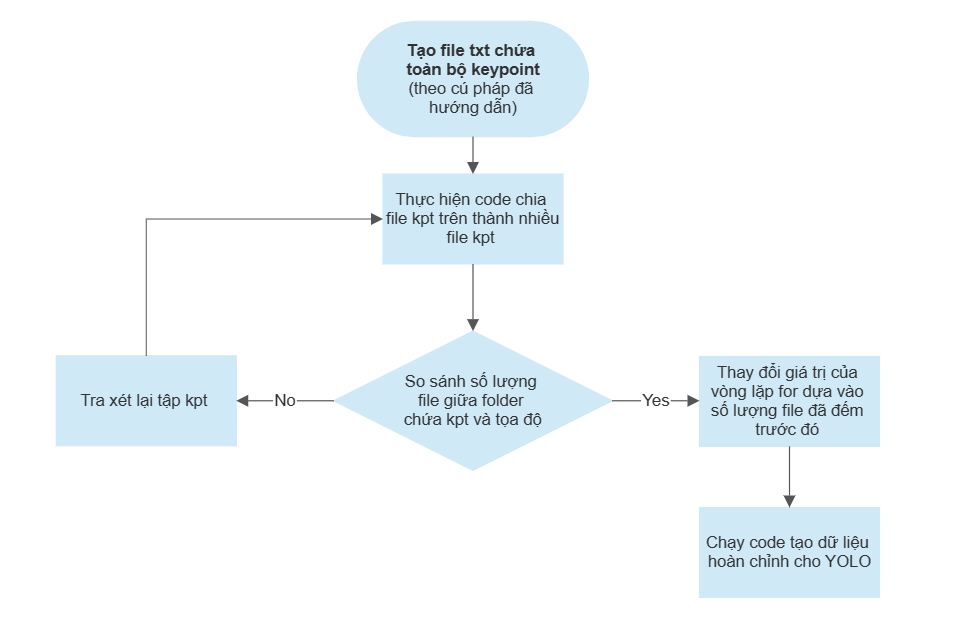 Tạo file txt chứa
toàn bộ keypoint
(theo cú pháp đã
hướng dẫn)
Thực hiện code chia
file kpt trên thành nhiều
file kpt
So sánh số lượng
file giữa folder
chứa kpt và tọa độ
No
Tra xét lại tập kpt
Yes
Thay đổi giá trị của
vòng lặp for dựa vào
số lượng file đã đếm
trước đó
Chạy code tạo dữ liệu
hoàn chỉnh cho YOLO